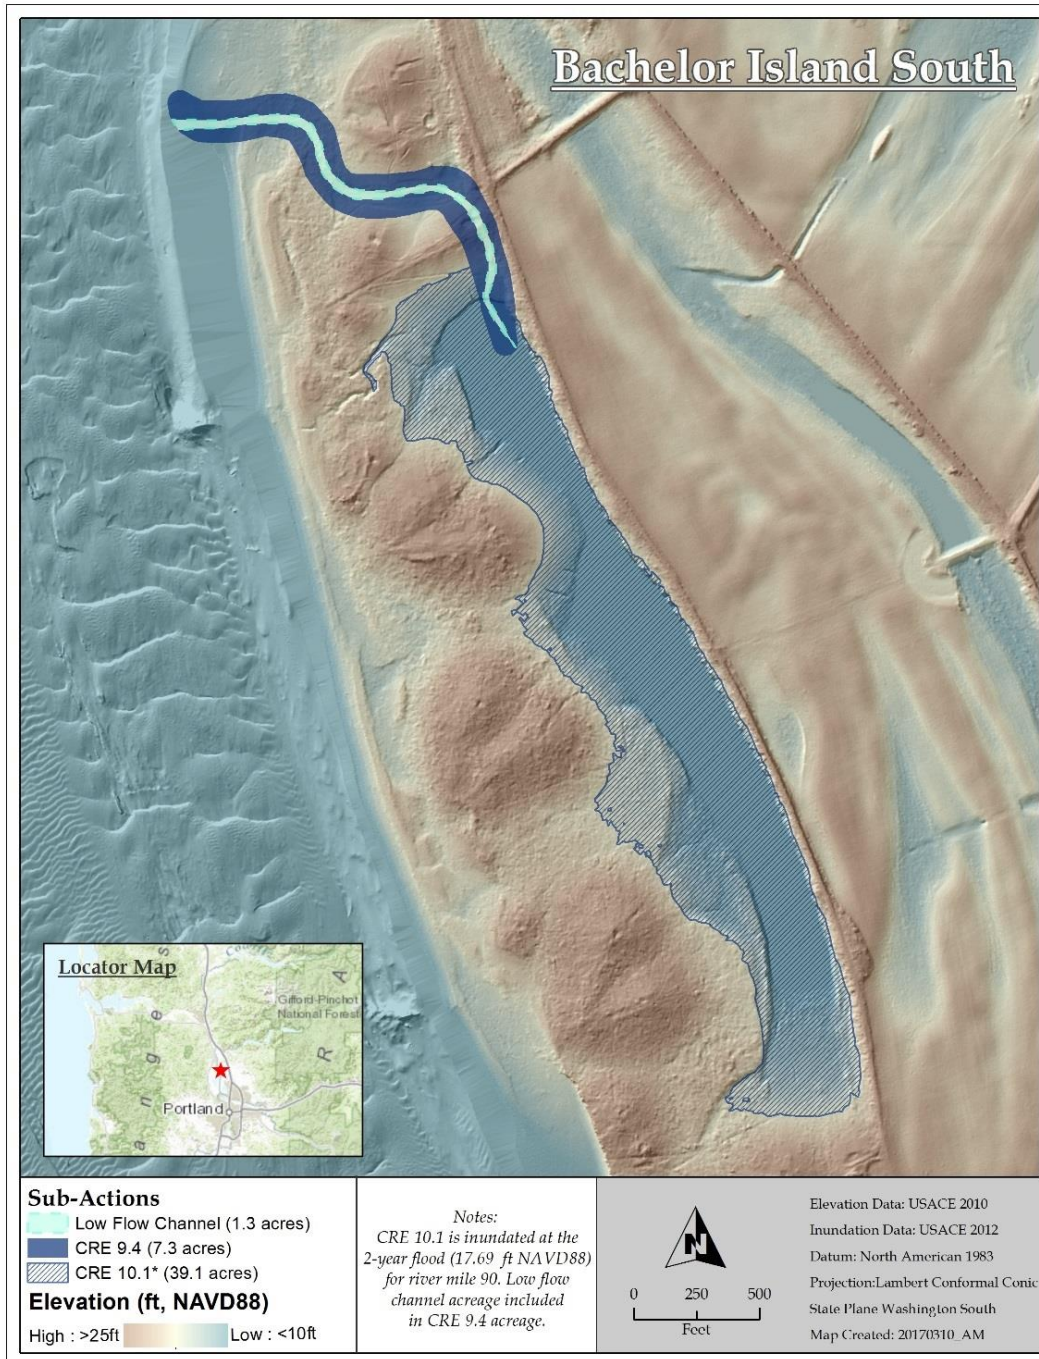 Bachelor Island South
Locator Map
Gifford-Pinchot
National Forest
Portland
Sub-Actions
Low Flow Channel (1.3 acres)
CRE 9.4 (7.3 acres)
CRE 10.1* (39.1 acres)
Elevation (ft, NAVD88)
High : >25ft
Low : <10ft
Notes:
CRE 10.1 is inundated at the
2-year flood (17.69 ft NAVD88)
for river mile 90. Low flow
channel acreage included
in CRE 9.4 acreage.
N
0 250 500
Feet
Elevation Data: USACE 2010
Inundation Data: USACE 2012
Datum: North American 1983
Projection:Lambert Conformal Conic
State Plane Washington South
Map Created: 20170310_AM